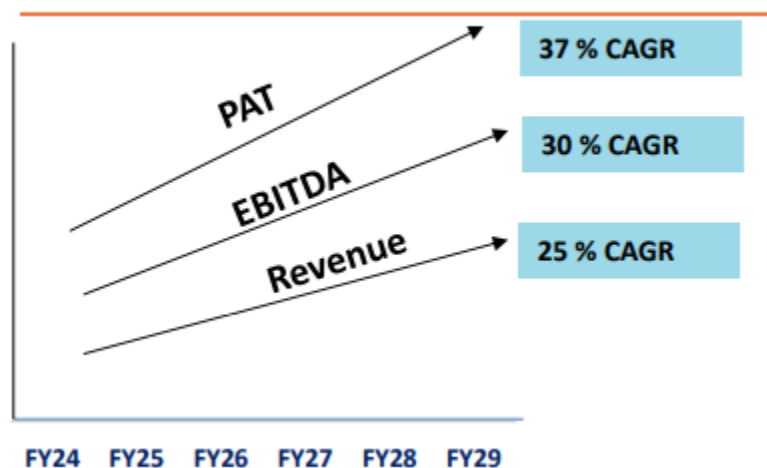 37 % CAGR
PAT
30 % CAGR
EBITDA
25 % CAGR
Revenue
FY24 FY25 FY26 FY27 FY28 FY29